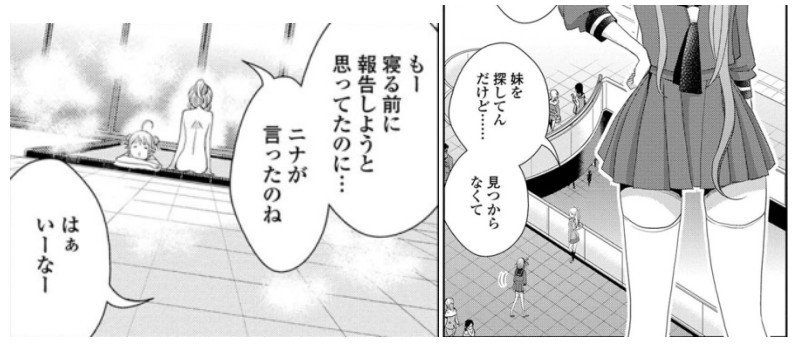 もー
寝る前に
報告しようと
思ってたのに…
ニナが
言ったのね
はぁ
いーなー
妹を
探してん
だけど……
見つから
なくて